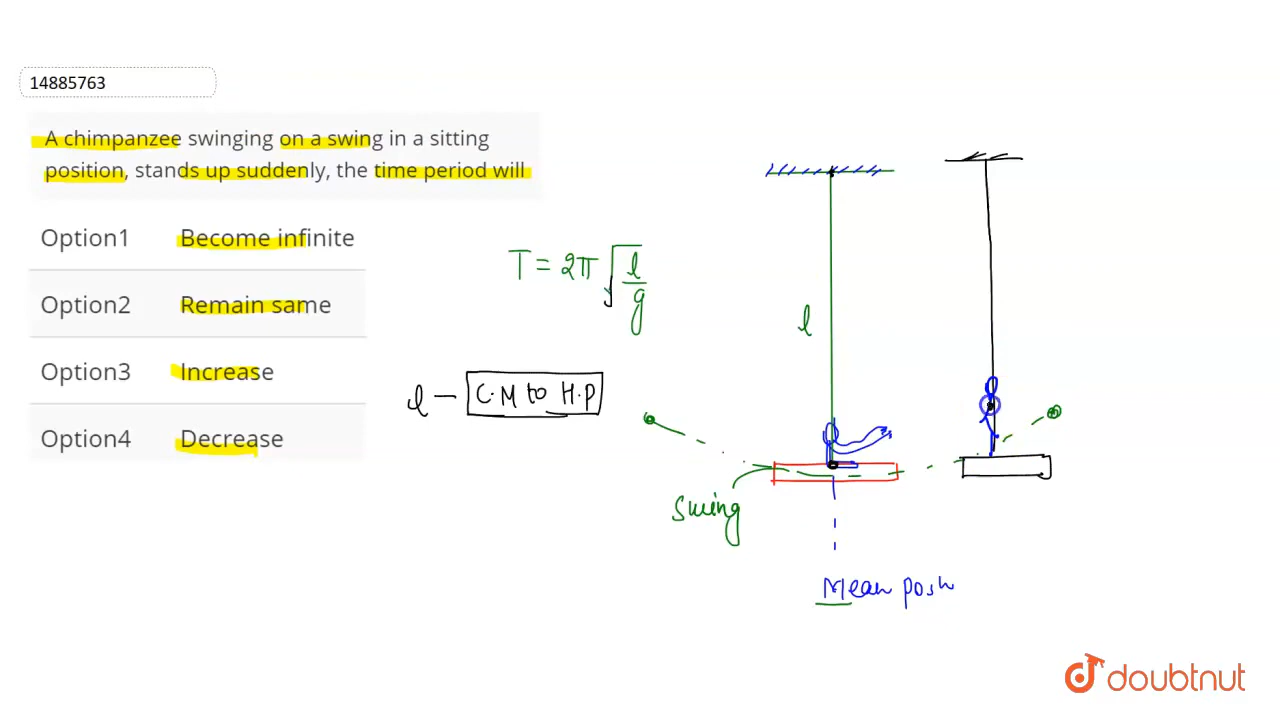 14885763
A chimpanzee swinging on a swing in a sitting
position, stands up suddenly, the time period will
Option1 Become infinite
Option2 Remain same
Option3 Increase
Option4 Decrease
T = 2π √l/g
l
l — C.M to H.P
Swing
Mean posn
doubtnut